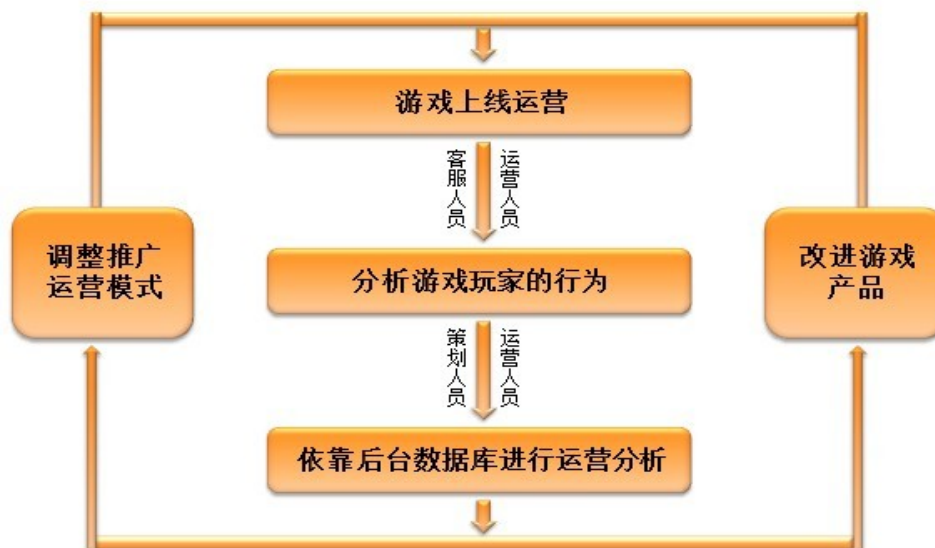 游戏上线运营
客服人员
运营人员
调整推广
运营模式
分析游戏玩家的行为
改进游戏
产品
策划人员
运营人员
依靠后台数据库进行运营分析